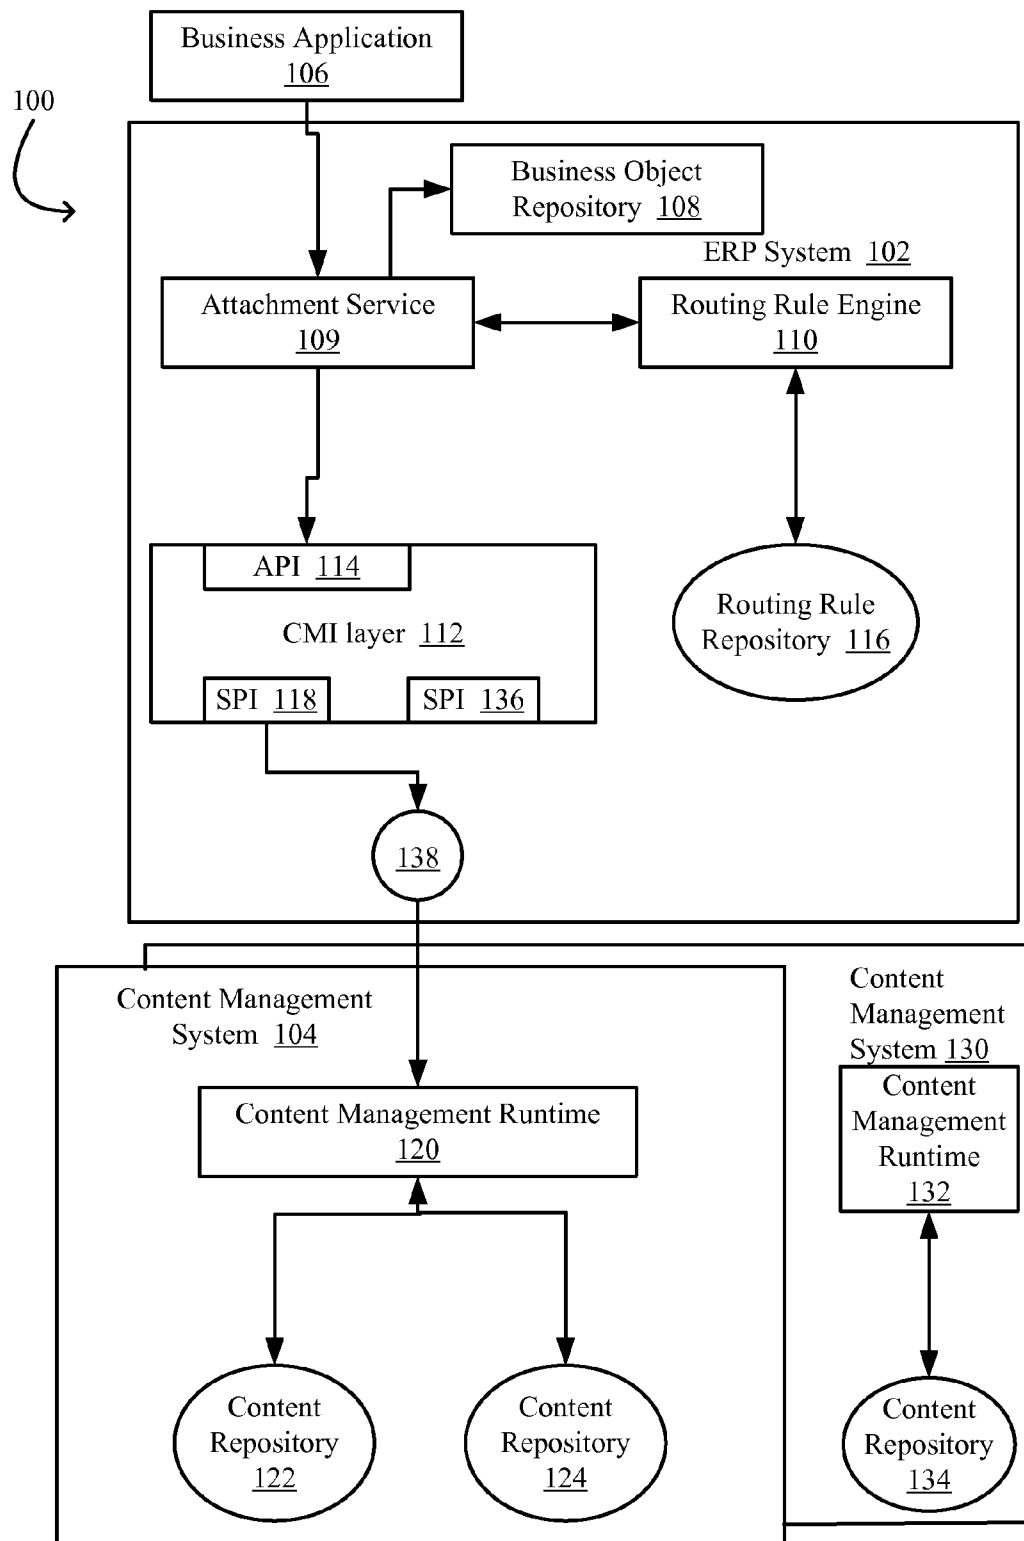 Business Application
106
100
Business Object
Repository 108
ERP System 102
Attachment Service
109
Routing Rule Engine
110
API 114
CMI layer 112
SPI 118
SPI 136
Routing Rule
Repository 116
138
Content Management
System 104
Content
Management
System 130
Content Management Runtime
120
Content
Management
Runtime
132
Content
Repository
122
Content
Repository
124
Content
Repository
134